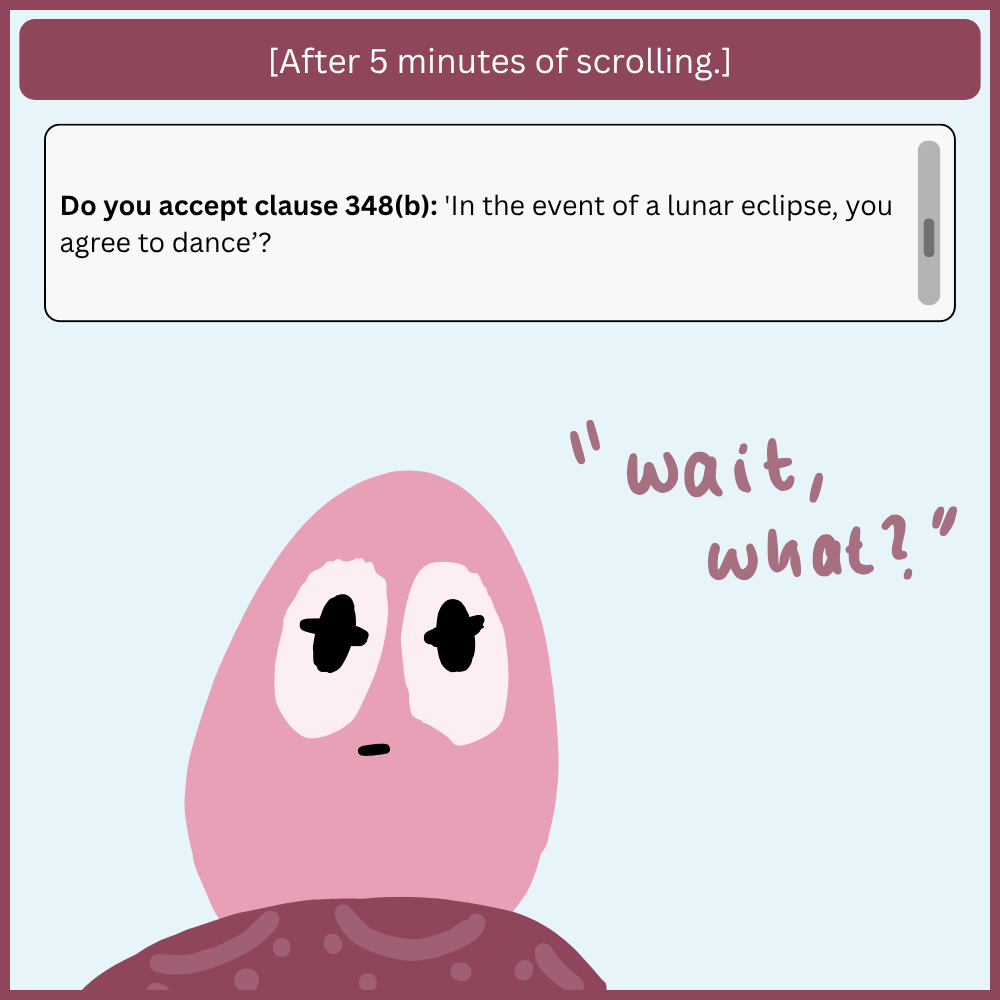 [After 5 minutes of scrolling.]
Do you accept clause 348(b): 'In the event of a lunar eclipse, you
agree to dance’?
"wait,
what?"